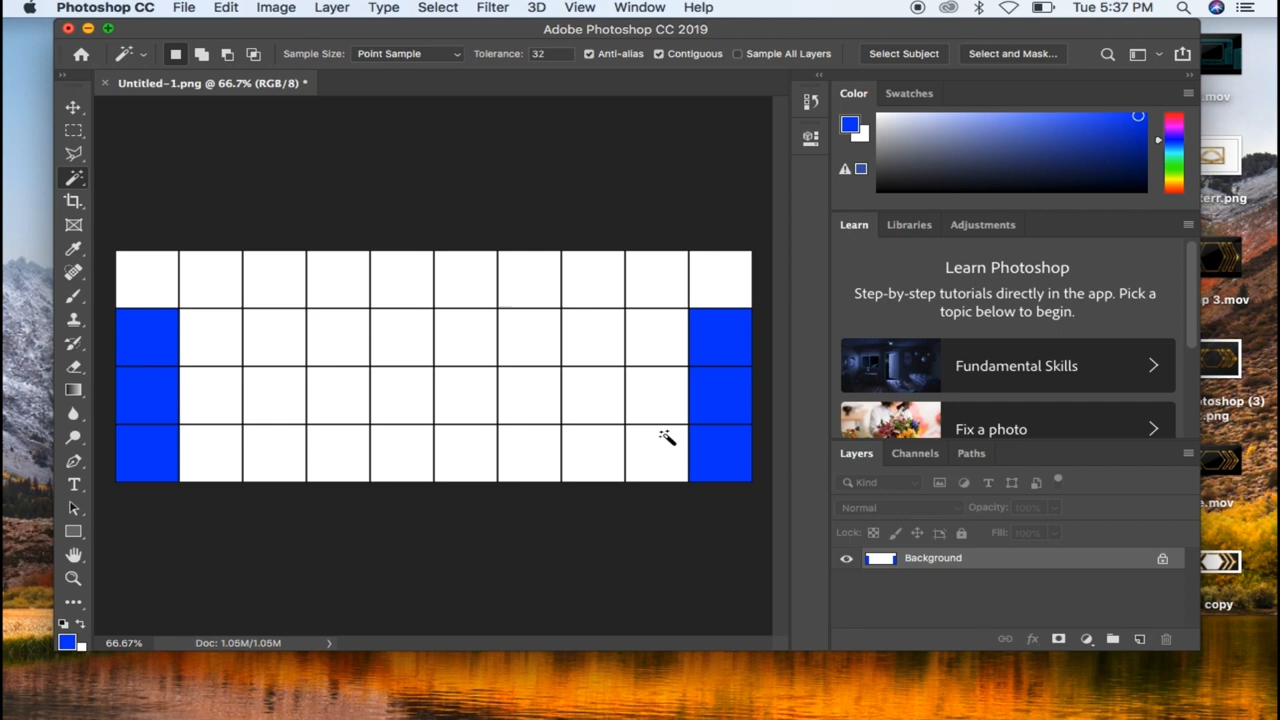 Photoshop CC File Edit Image Layer Type Select Filter 3D View Window Help Tue 5:37 PM
Adobe Photoshop CC 2019
Sample Size: Point Sample Tolerance: 32 Anti-alias Contiguous Sample All Layers Select Subject Select and Mask...
Untitled-1.png @ 66.7% (RGB/8) *
Color Swatches
.mov
Learn Libraries Adjustments
Learn Photoshop
Step-by-step tutorials directly in the app. Pick a
topic below to begin.
Fundamental Skills
Fix a photo
err.png
p 3.mov
toshop (3)
.png
Layers Channels Paths
Kind
Normal Opacity: 100%
Lock: Fill: 100%
Background
e.mov
copy
66.67% Doc: 1.05M/1.05M